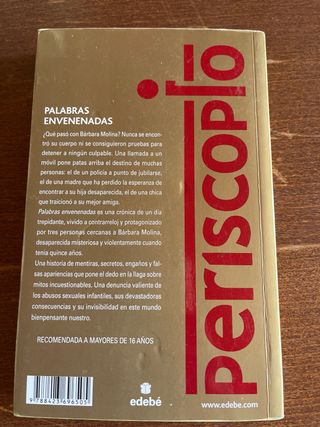 PALABRAS
ENVENENADAS
¿Qué pasó con Bárbara Molina? Nunca se encon-
tró su cuerpo ni se consiguieron pruebas para
detener a ningún culpable. Una llamada a un
móvil pone patas arriba el destino de muchas
personas: el de un policía a punto de jubilarse,
el de una madre que ha perdido la esperanza de
encontrar a su hija desaparecida, el de una chica
que traicionó a su mejor amiga.
Palabras envenenadas es una crónica de un día
trepidante, vivido a contrarreloj y protagonizado
por tres personas cercanas a Bárbara Molina,
desaparecida misteriosa y violentamente cuando
tenía quince años.
Una historia de mentiras, secretos, engaños y fal-
sas apariencias que pone el dedo en la llaga sobre
mitos incuestionables. Una denuncia valiente de
los abusos sexuales infantiles, sus devastadoras
consecuencias y su invisibilidad en este mundo
bienpensante nuestro.
RECOMENDADA A MAYORES DE 16 AÑOS
9 788423 696505
edebé
www.edebe.com
periscopio